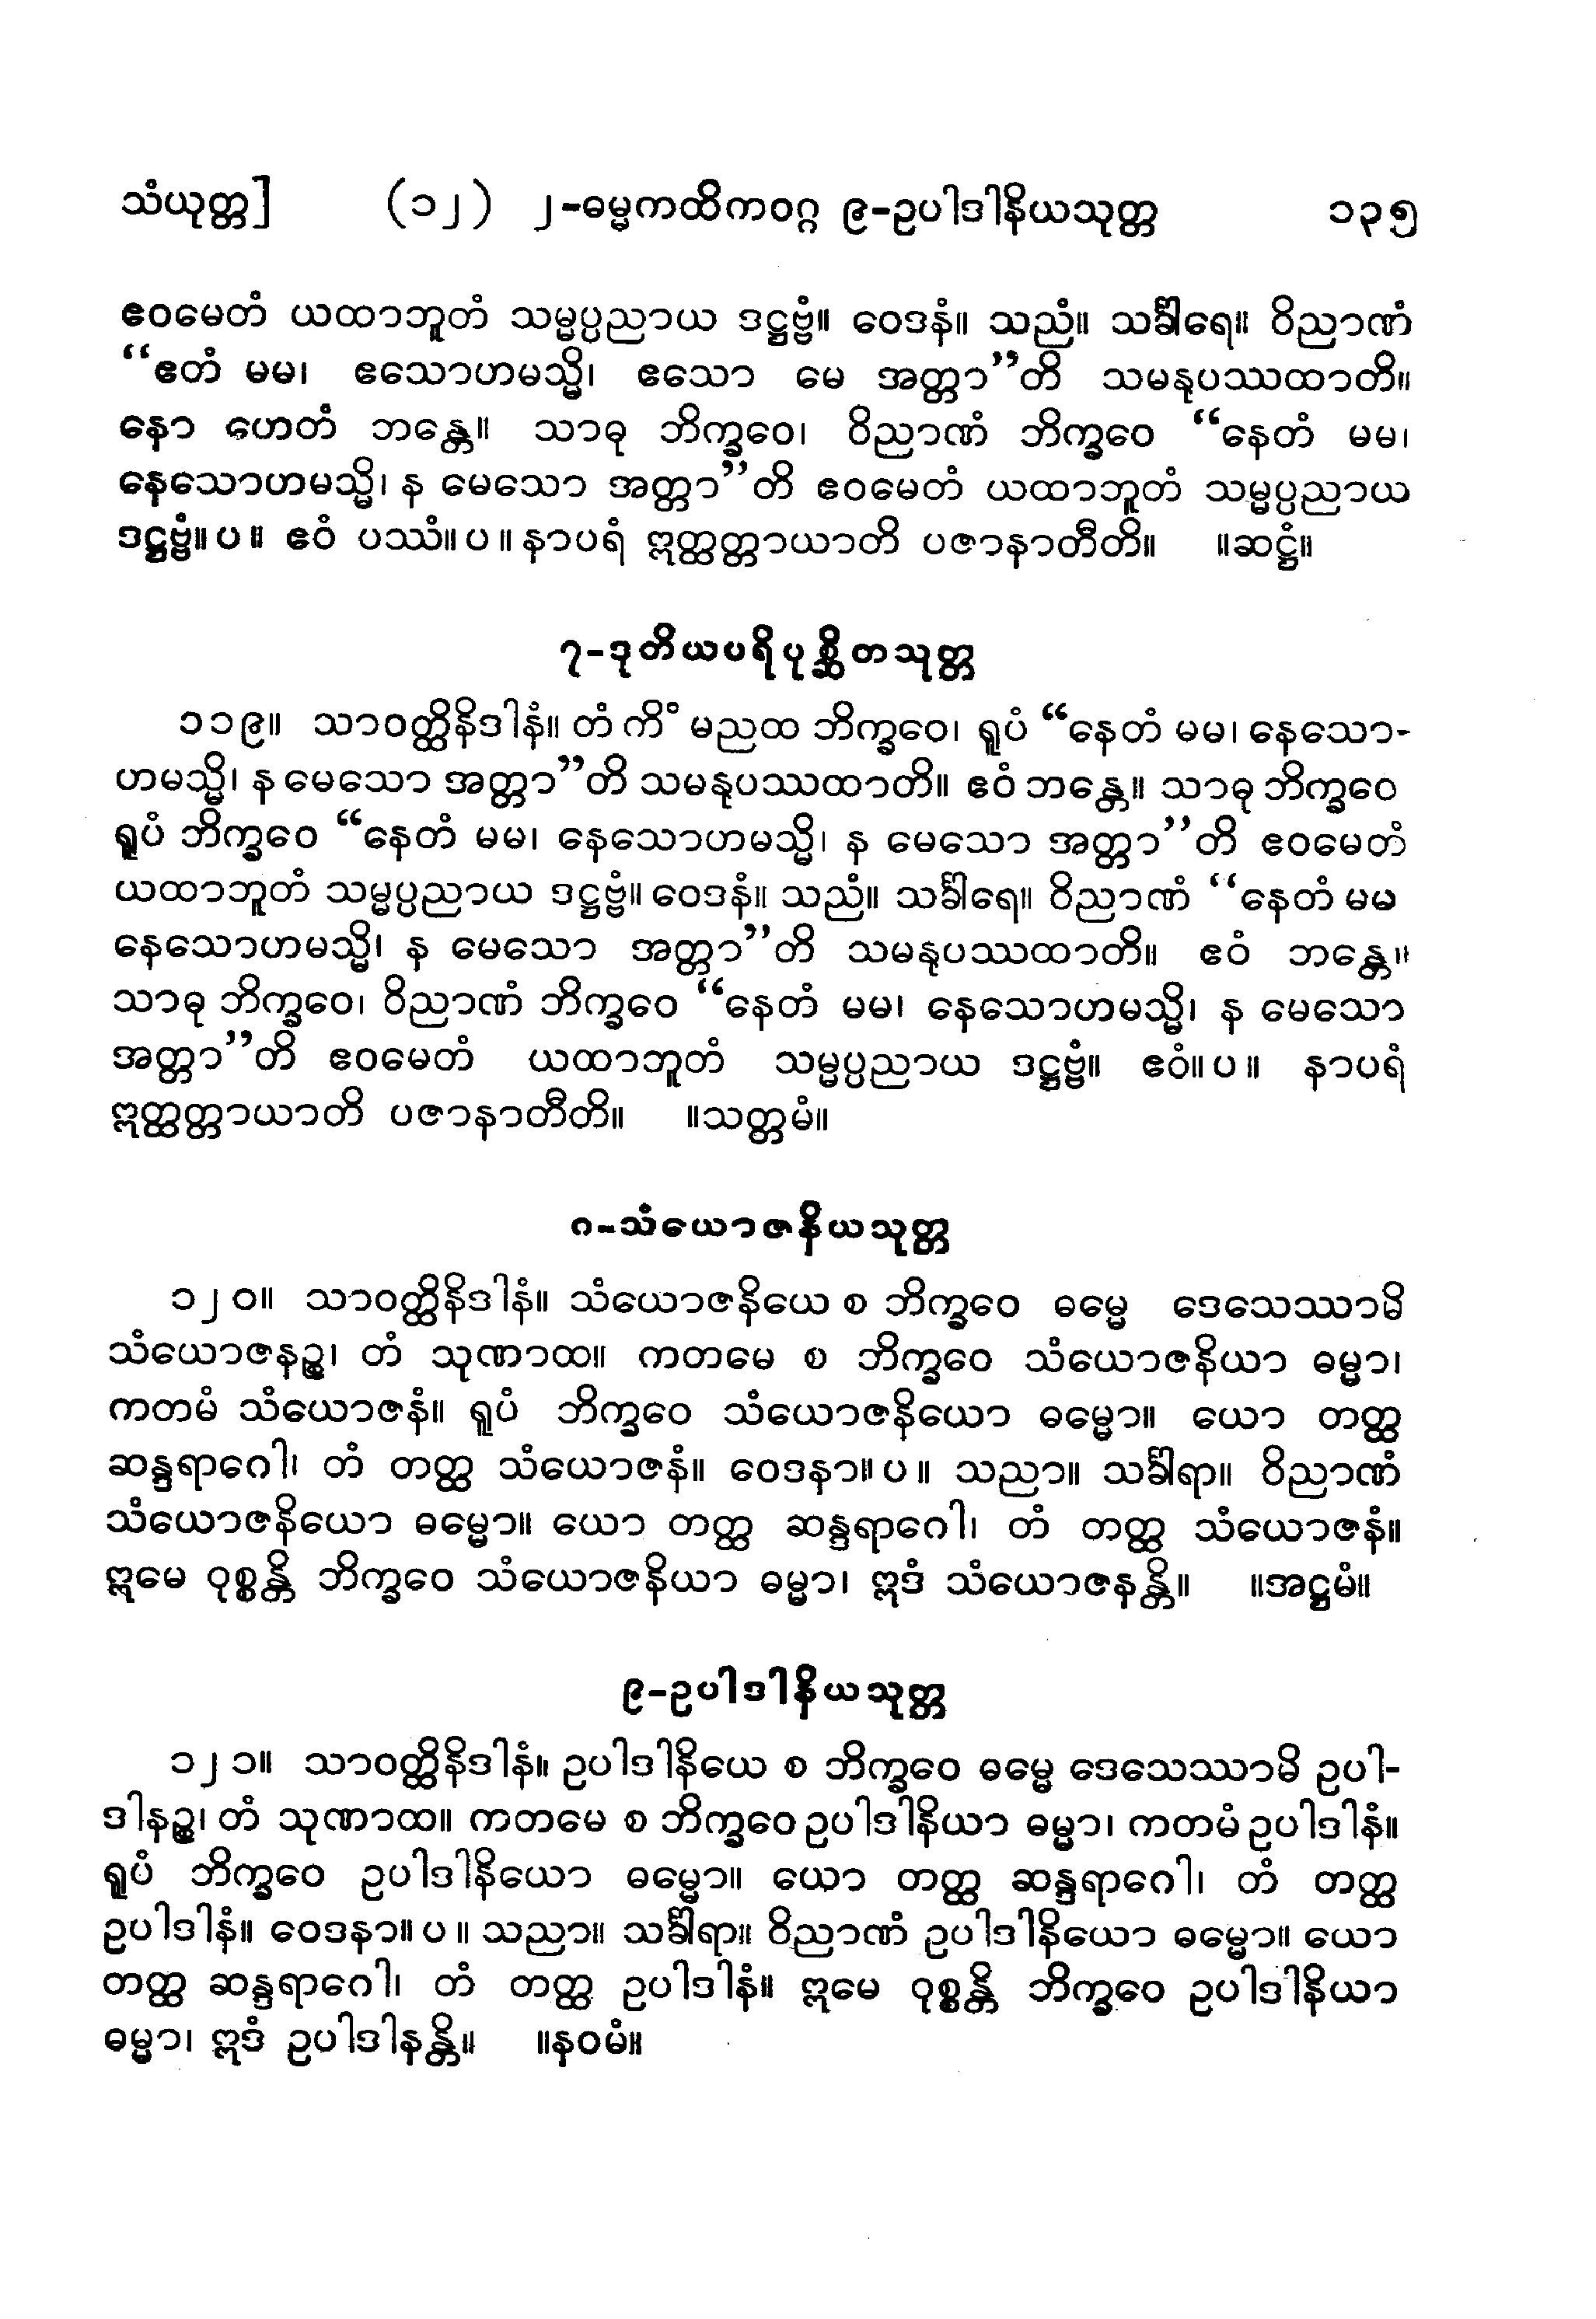 သံယုတ္တ] (၁၂) ၂-ဓမ္မကထိကဝဂ္ဂ ၉-ဥပါဒါနိယသုတ္တ ၁၃၅
ဧဝမေတံ ယထာဘူတံ သမ္မပ္ပညာယ ဒဋ္ဌဗ္ဗံ။ ဝေဒနံ။ သညံ။ သင်္ခါရေ။ ဝိညာဏံ
“ဧတံ မမ၊ ဧသောဟမသ္မိ၊ ဧသော မေ အတ္တာ”တိ သမနုပဿထာတိ။
နော ဟေတံ ဘန္တေ။ သာဓု ဘိက္ခဝေ၊ ဝိညာဏံ ဘိက္ခဝေ “နေတံ မမ၊
နေသောဟမသ္မိ၊ န မေသော အတ္တာ”တိ ဧဝမေတံ ယထာဘူတံ သမ္မပ္ပညာယ
ဒဋ္ဌဗ္ဗံ။ပ။ ဧဝံ ပဿံ။ပ။နာပရံ ဣတ္ထတ္တာယာတိ ပဇာနာတီတိ။ ။ဆဋ္ဌံ။
၇-ဒုတိယပရိပုစ္ဆိတသုတ္တ
၁၁၉။ သာဝတ္ထိနိဒါနံ။ တံ ကိံ မညထ ဘိက္ခဝေ၊ ရူပံ “နေတံ မမ၊ နေသော-
ဟမသ္မိ၊ န မေသော အတ္တာ”တိ သမနုပဿထာတိ။ ဧဝံ ဘန္တေ။ သာဓု ဘိက္ခဝေ
ရူပံ ဘိက္ခဝေ “နေတံ မမ၊ နေသောဟမသ္မိ၊ န မေသော အတ္တာ”တိ ဧဝမေတံ
ယထာဘူတံ သမ္မပ္ပညာယ ဒဋ္ဌဗ္ဗံ။ ဝေဒနံ။ သညံ။ သင်္ခါရေ။ ဝိညာဏံ “နေတံ မမ
နေသောဟမသ္မိ၊ န မေသော အတ္တာ”တိ သမနုပဿထာတိ။ ဧဝံ ဘန္တေ။
သာဓု ဘိက္ခဝေ၊ ဝိညာဏံ ဘိက္ခဝေ “နေတံ မမ၊ နေသောဟမသ္မိ၊ န မေသော
အတ္တာ”တိ ဧဝမေတံ ယထာဘူတံ သမ္မပ္ပညာယ ဒဋ္ဌဗ္ဗံ။ ဧဝံ။ပ။ နာပရံ
ဣတ္ထတ္တာယာတိ ပဇာနာတီတိ။ ။သတ္တမံ။
၈-သံယောဇနိယသုတ္တ
၁၂၀။ သာဝတ္ထိနိဒါနံ။ သံယောဇနိယေ စ ဘိက္ခဝေ ဓမ္မေ ဒေသေဿာမိ
သံယောဇနဉ္စ၊ တံ သုဏာထ။ ကတမေ စ ဘိက္ခဝေ သံယောဇနိယာ ဓမ္မာ၊
ကတမံ သံယောဇနံ။ ရူပံ ဘိက္ခဝေ သံယောဇနိယော ဓမ္မော။ ယော တတ္ထ
ဆန္ဒရာဂေါ၊ တံ တတ္ထ သံယောဇနံ။ ဝေဒနာ။ပ။ သညာ။ သင်္ခါရာ။ ဝိညာဏံ
သံယောဇနိယော ဓမ္မော။ ယော တတ္ထ ဆန္ဒရာဂေါ၊ တံ တတ္ထ သံယောဇနံ။
ဣမေ ဝုစ္စန္တိ ဘိက္ခဝေ သံယောဇနိယာ ဓမ္မာ၊ ဣဒံ သံယောဇနန္တိ။ ။အဋ္ဌမံ။
၉-ဥပါဒါနိယသုတ္တ
၁၂၁။ သာဝတ္ထိနိဒါနံ။ ဥပါဒါနိယေ စ ဘိက္ခဝေ ဓမ္မေ ဒေသေဿာမိ ဥပါ-
ဒါနဉ္စ၊ တံ သုဏာထ။ ကတမေ စ ဘိက္ခဝေ ဥပါဒါနိယာ ဓမ္မာ၊ ကတမံ ဥပါဒါနံ။
ရူပံ ဘိက္ခဝေ ဥပါဒါနိယော ဓမ္မော။ ယော တတ္ထ ဆန္ဒရာဂေါ၊ တံ တတ္ထ
ဥပါဒါနံ။ ဝေဒနာ။ပ။ သညာ။ သင်္ခါရာ။ ဝိညာဏံ ဥပါဒါနိယော ဓမ္မော။ ယော
တတ္ထ ဆန္ဒရာဂေါ၊ တံ တတ္ထ ဥပါဒါနံ။ ဣမေ ဝုစ္စန္တိ ဘိက္ခဝေ ဥပါဒါနိယာ
ဓမ္မာ၊ ဣဒံ ဥပါဒါနန္တိ။ ။နဝမံ။